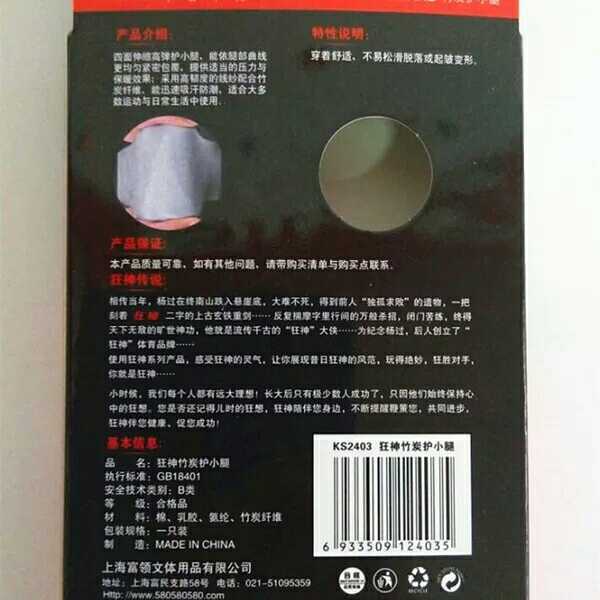 产品介绍:
四面伸缩高弹护小腿，能依腿部曲线
更均匀紧密包覆。提供适当的压力与
保暖效果；采用高韧度的线纱配合竹
炭纤维，能迅速吸汗防潮，适合大多
数运动与日常生活中使用.
特性说明:
穿着舒适、不易松滑脱落或起皱变形.
产品保证:
本产品质量可靠、如有其他问题、请带购买清单与购买点联系。
狂神传说:
相传当年，杨过在终南山跌入悬崖底，大难不死，得到前人“独孤求败”的遗物，一把
刻着 狂神 二字的上古玄铁重剑…… 反复揣摩字里行间的万般杀招，闭门苦练，终得
天下无敌的旷世神功，他就是流传千古的“狂神”大侠……为纪念杨过，后人创立了“
狂神”体育品牌……
使用狂神系列产品，感受狂神的灵气，让你展现昔日狂神的风范，玩得绝妙，狂胜对手，
你就是狂神……
小时候，我们每个人都有远大理想！长大后只有极少数人成功了，只因他们始终保持心
中的狂想。您是否还记得儿时的狂想，狂神陪伴您身边，不断提醒鞭策您，共同进步，
狂神伴您健康、促您成功！
基本信息:
品 名：狂神竹炭护小腿
执行标准：GB18401
安全技术类别：B类
等 级：合格品
材 料：棉、乳胶、氨纶、竹炭纤维
包装规格：一只装
制 造：MADE IN CHINA
KS2403 狂神竹炭护小腿
6 933509 124035
上海富领文体用品有限公司
地址：上海富民支路58号 电话：021-51095359
Http://www.580580580.com
合格
RECYCLE